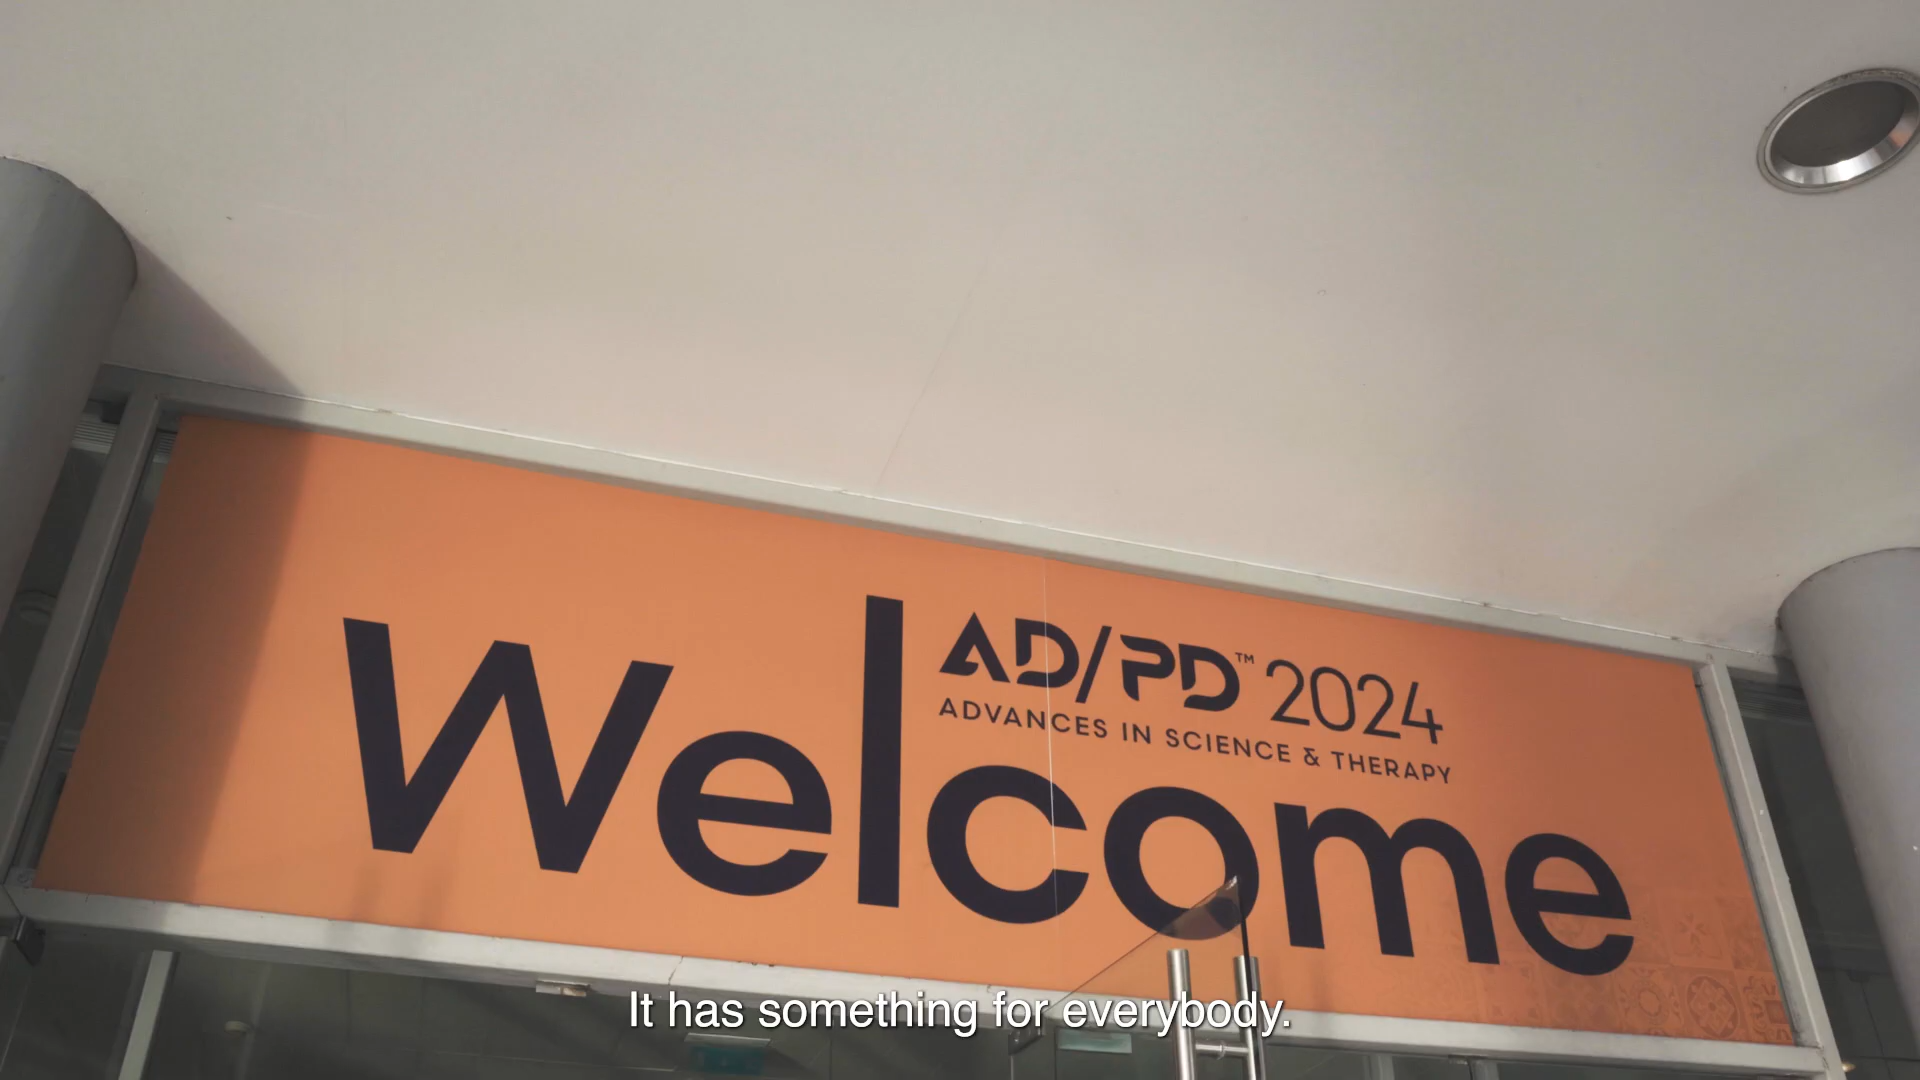 AD/PD™ 2024
ADVANCES IN SCIENCE & THERAPY
Welcome
It has something for everybody.